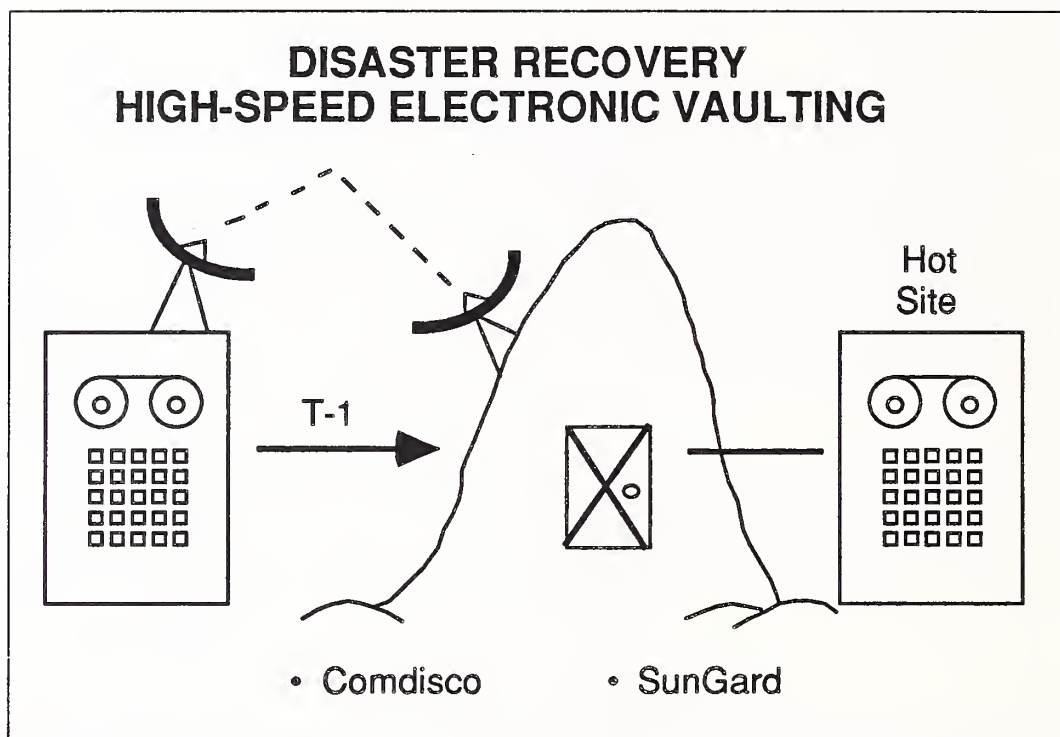 DISASTER RECOVERY
HIGH-SPEED ELECTRONIC VAULTING
Hot
Site
T-1
• Comdisco • SunGard